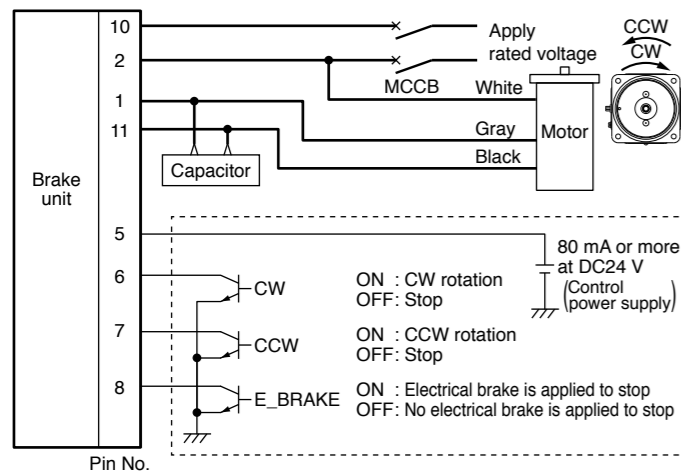 10
Apply
rated voltage
CCW
CW
2
MCCB
White
1
Gray
Motor
11
Black
Capacitor
Brake
unit
5
80 mA or more
at DC24 V
(Control
power supply)
6
CW
ON : CW rotation
OFF: Stop
7
CCW
ON : CCW rotation
OFF: Stop
8
E_BRAKE
ON : Electrical brake is applied to stop
OFF: No electrical brake is applied to stop
Pin No.